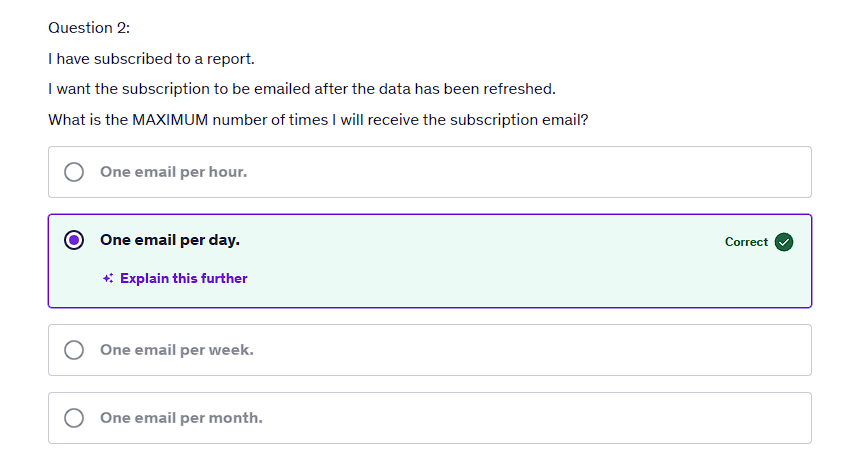 Question 2:
I have subscribed to a report.
I want the subscription to be emailed after the data has been refreshed.
What is the MAXIMUM number of times I will receive the subscription email?
One email per hour.
One email per day.
Correct
Explain this further
One email per week.
One email per month.